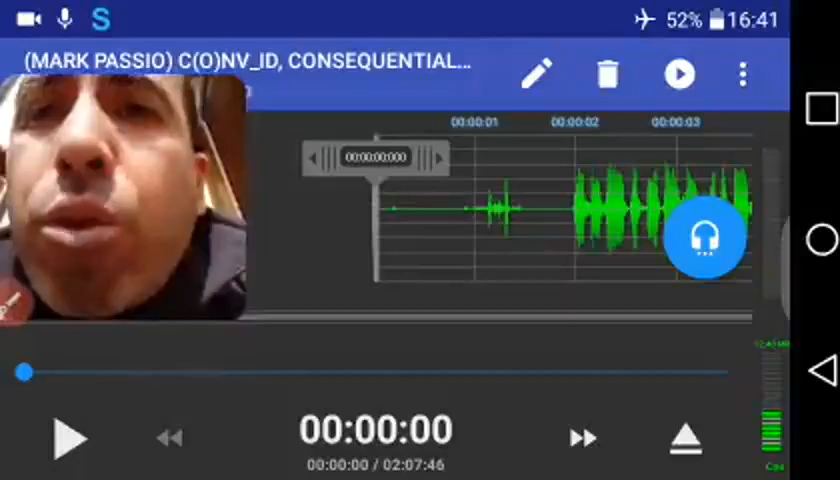 S 52% 16:41
(MARK PASSIO) C(O)NV_ID, CONSEQUENTIAL...
00:00:01 00:00:02 00:00:03
00:00:00:000
00:00:00
00:00:00 / 02:07:46